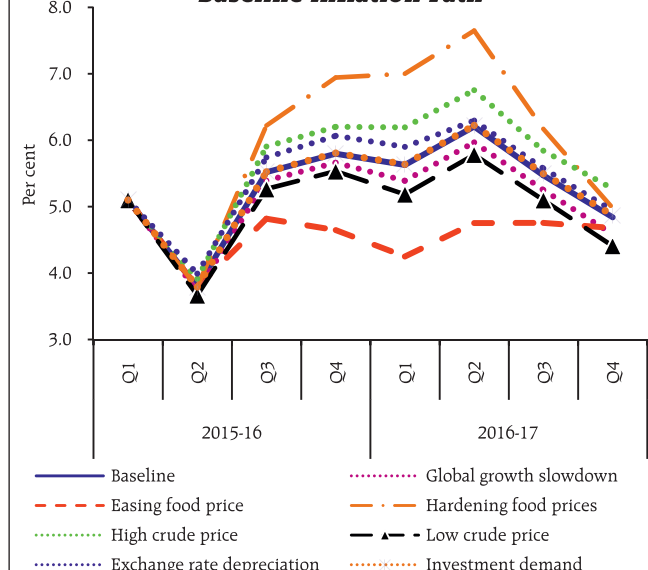 8.0
7.0
6.0
5.0
4.0
3.0
Per cent
Q1 Q2 Q3 Q4 Q1 Q2 Q3 Q4
2015-16 2016-17
Baseline Global growth slowdown
Easing food price Hardening food prices
High crude price Low crude price
Exchange rate depreciation Investment demand